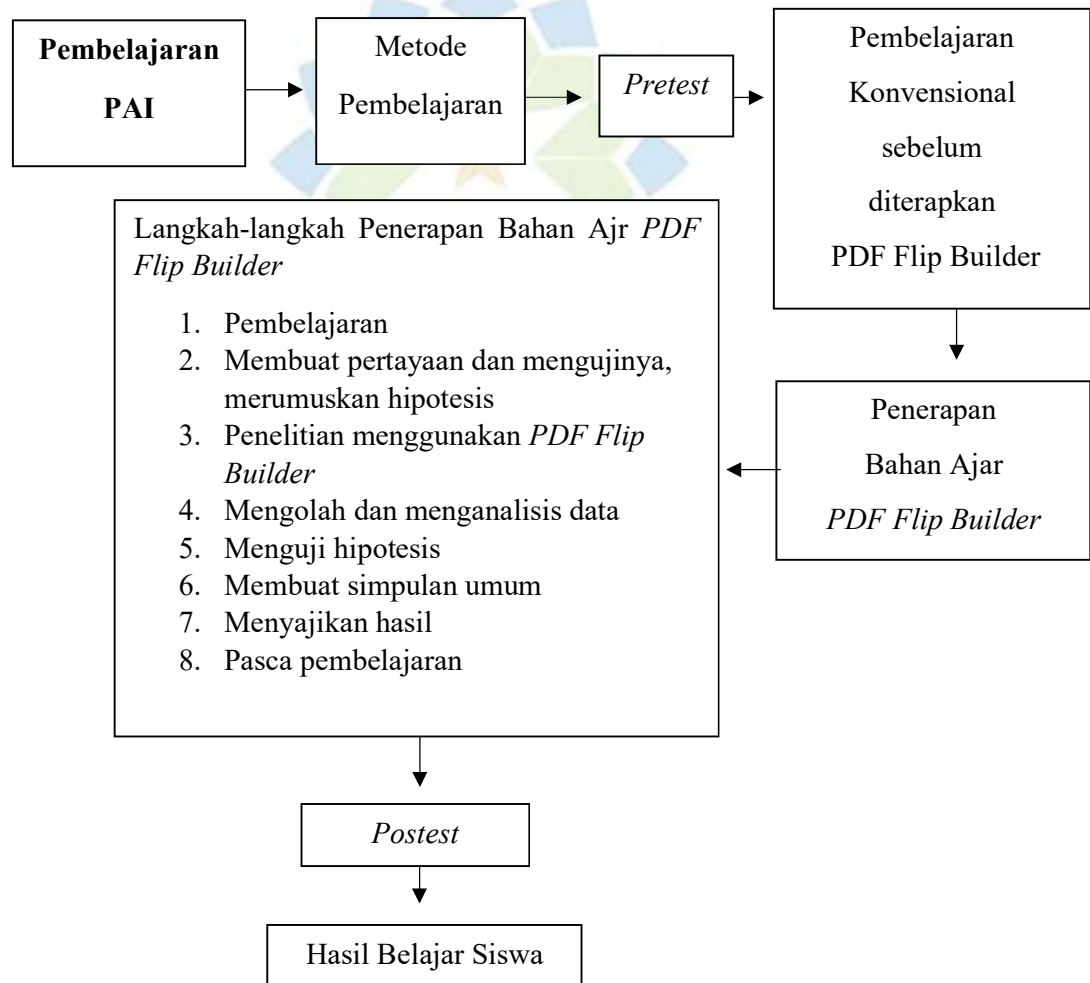 Pembelajaran
PAI
Metode
Pembelajaran
Pretest
Pembelajaran
Konvensional
sebelum
diterapkan
PDF Flip Builder
Penerapan
Bahan Ajar
PDF Flip Builder
Langkah-langkah Penerapan Bahan Ajr PDF
Flip Builder
1. Pembelajaran
2. Membuat pertayaan dan mengujinya,
merumuskan hipotesis
3. Penelitian menggunakan PDF Flip
Builder
4. Mengolah dan menganalisis data
5. Menguji hipotesis
6. Membuat simpulan umum
7. Menyajikan hasil
8. Pasca pembelajaran
Postest
Hasil Belajar Siswa